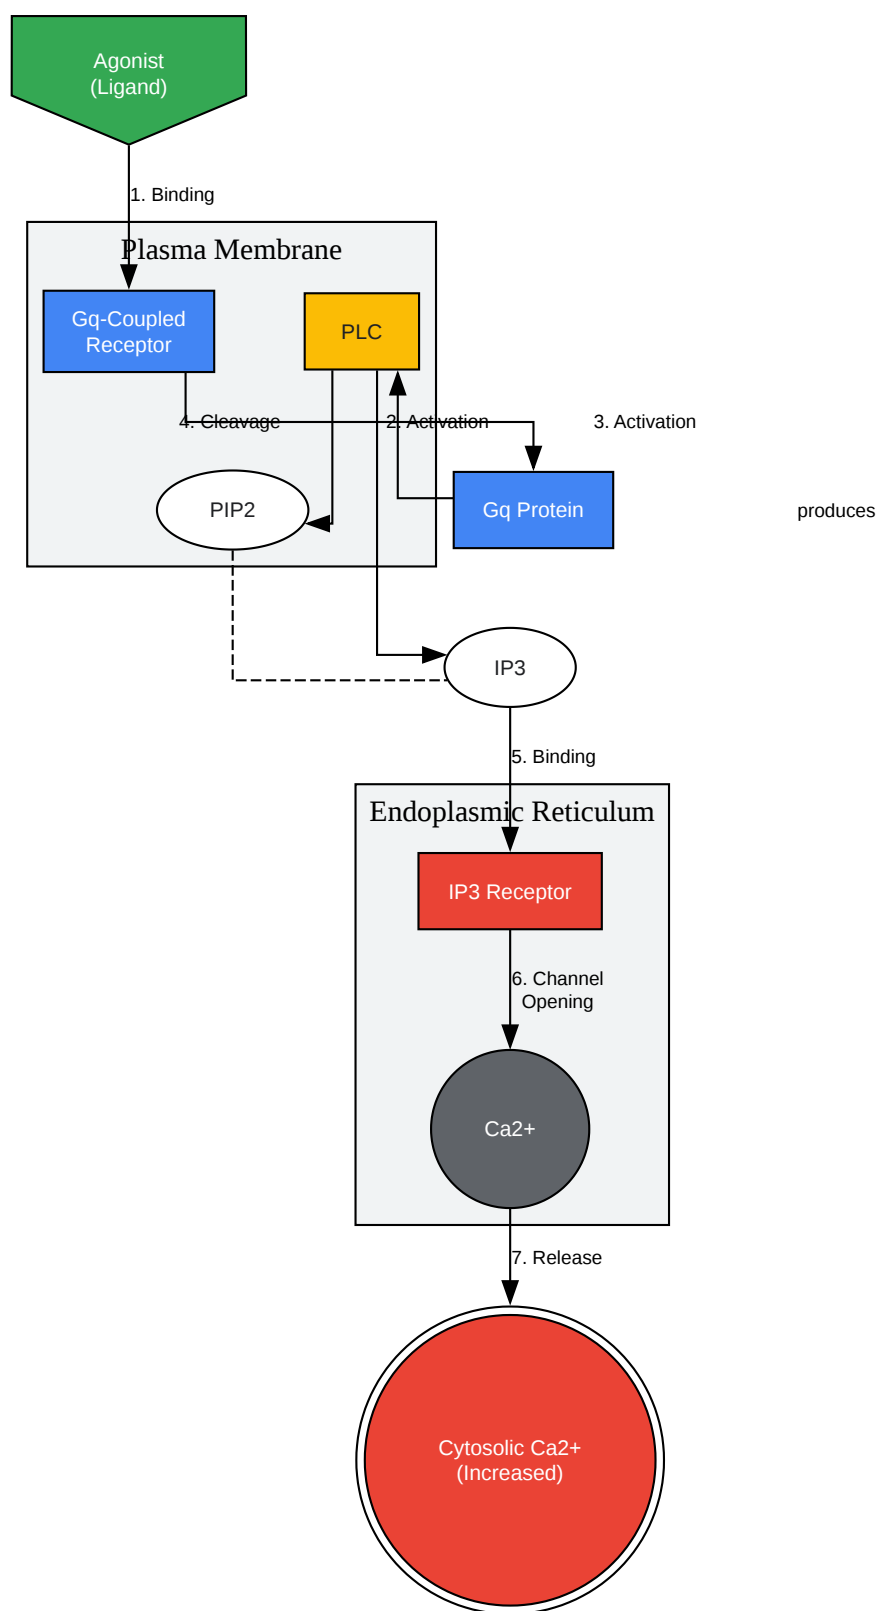 Agonist
(Ligand)
1. Binding
Plasma Membrane
Gq-Coupled
Receptor
PLC
4. Cleavage
2. Activation
3. Activation
PIP2
Gq Protein
produces
IP3
5. Binding
Endoplasmic Reticulum
IP3 Receptor
6. Channel
Opening
Ca2+
7. Release
Cytosolic Ca2+
(Increased)